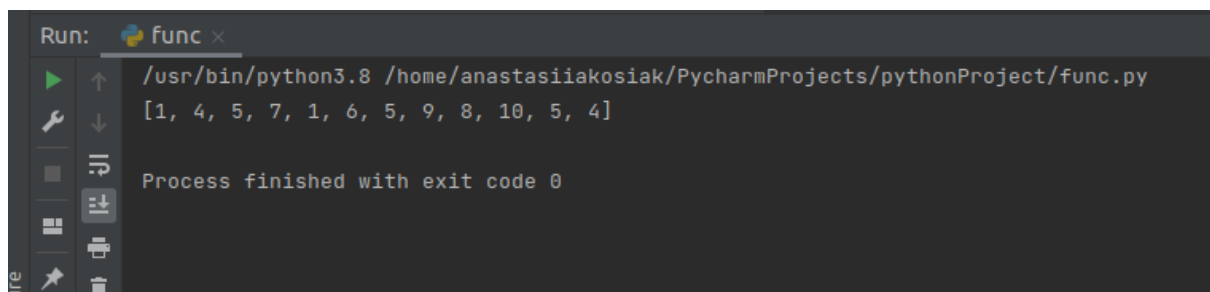 Run: func
/usr/bin/python3.8 /home/anastasiiakosiak/PycharmProjects/pythonProject/func.py
[1, 4, 5, 7, 1, 6, 5, 9, 8, 10, 5, 4]
Process finished with exit code 0